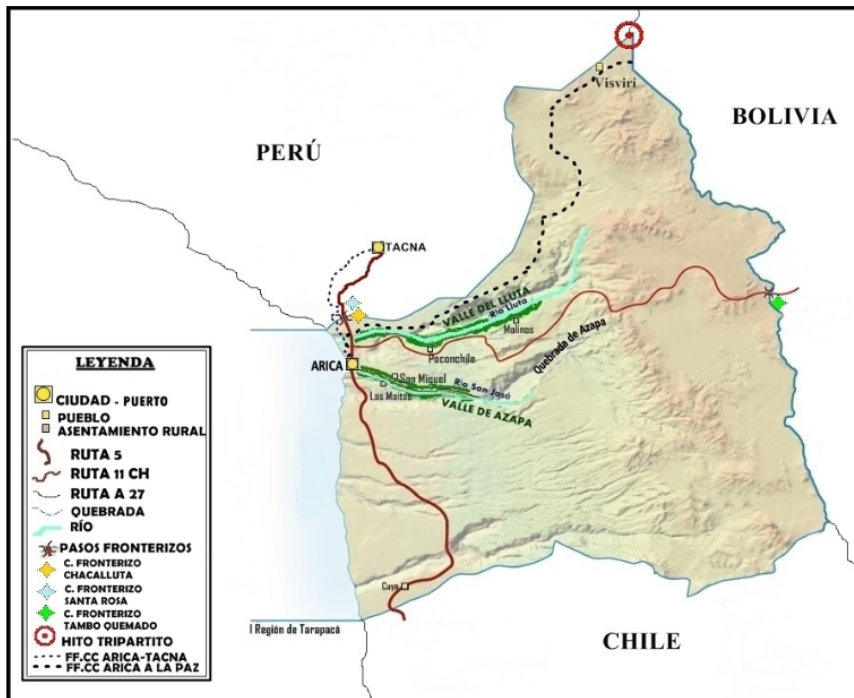 Visviri
BOLIVIA
PERÚ
TACNA
VALLE DEL LLUTA
Río Lluta
Molinos
Poconchile
Quebrada de Azapa
ARICA
San Miguel
Río San José
Las Maitas
VALLE DE AZAPA
Cuya
I Región de Tarapacá
CHILE
LEYENDA
CIUDAD - PUERTO
PUEBLO
ASENTAMIENTO RURAL
RUTA 5
RUTA 11 CH
RUTA A 27
QUEBRADA
RÍO
PASOS FRONTERIZOS
C. FRONTERIZO
CHACALLUTA
C. FRONTERIZO
SANTA ROSA
C. FRONTERIZO
TAMBO QUEMADO
HITO TRIPARTITO
FF.CC ARICA-TACNA
FF.CC ARICA A LA PAZ